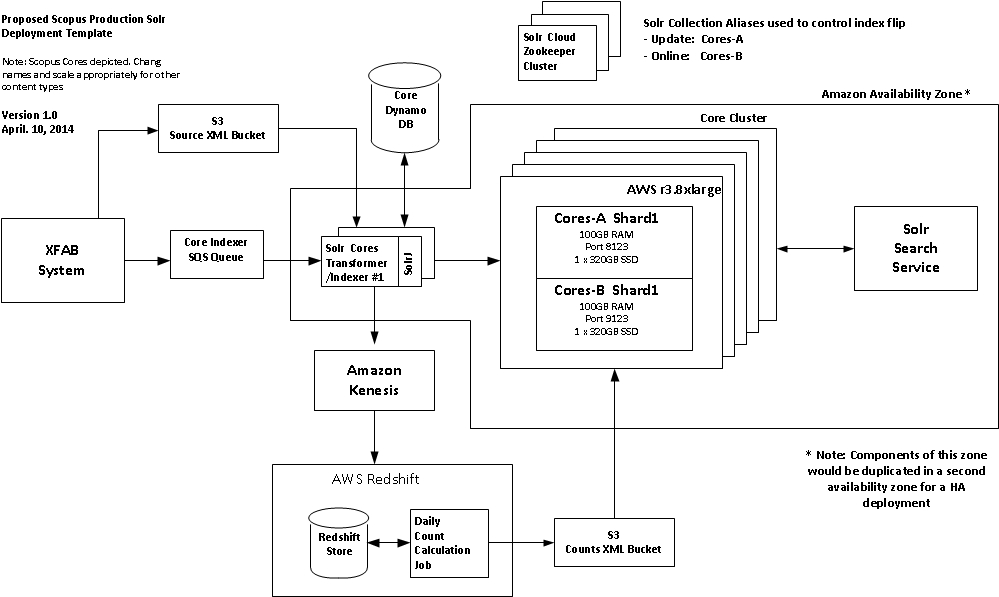 Proposed Scopus Production Solr
Deployment Template
Note: Scopus Cores depicted. Chang
names and scale appropriately for other
content types
Version 1.0
April. 10, 2014
Solr Cloud
Zookeeper
Cluster
Solr Collection Aliases used to control index flip
- Update: Cores-A
- Online: Cores-B
Amazon Availability Zone *
Core
Dynamo
DB
S3
Source XML Bucket
Core Cluster
AWS r3.8xlarge
Cores-A Shard1
100GB RAM
Port 8123
1 x 320GB SSD
Cores-B Shard1
100GB RAM
Port 9123
1 x 320GB SSD
XFAB
System
Core Indexer
SQS Queue
Solr Cores
Transformer
/Indexer #1
SolrJ
Solr
Search
Service
Amazon
Kenesis
AWS Redshift
Redshift
Store
Daily
Count
Calculation
Job
S3
Counts XML Bucket
* Note: Components of this zone
would be duplicated in a second
availability zone for a HA
deployment